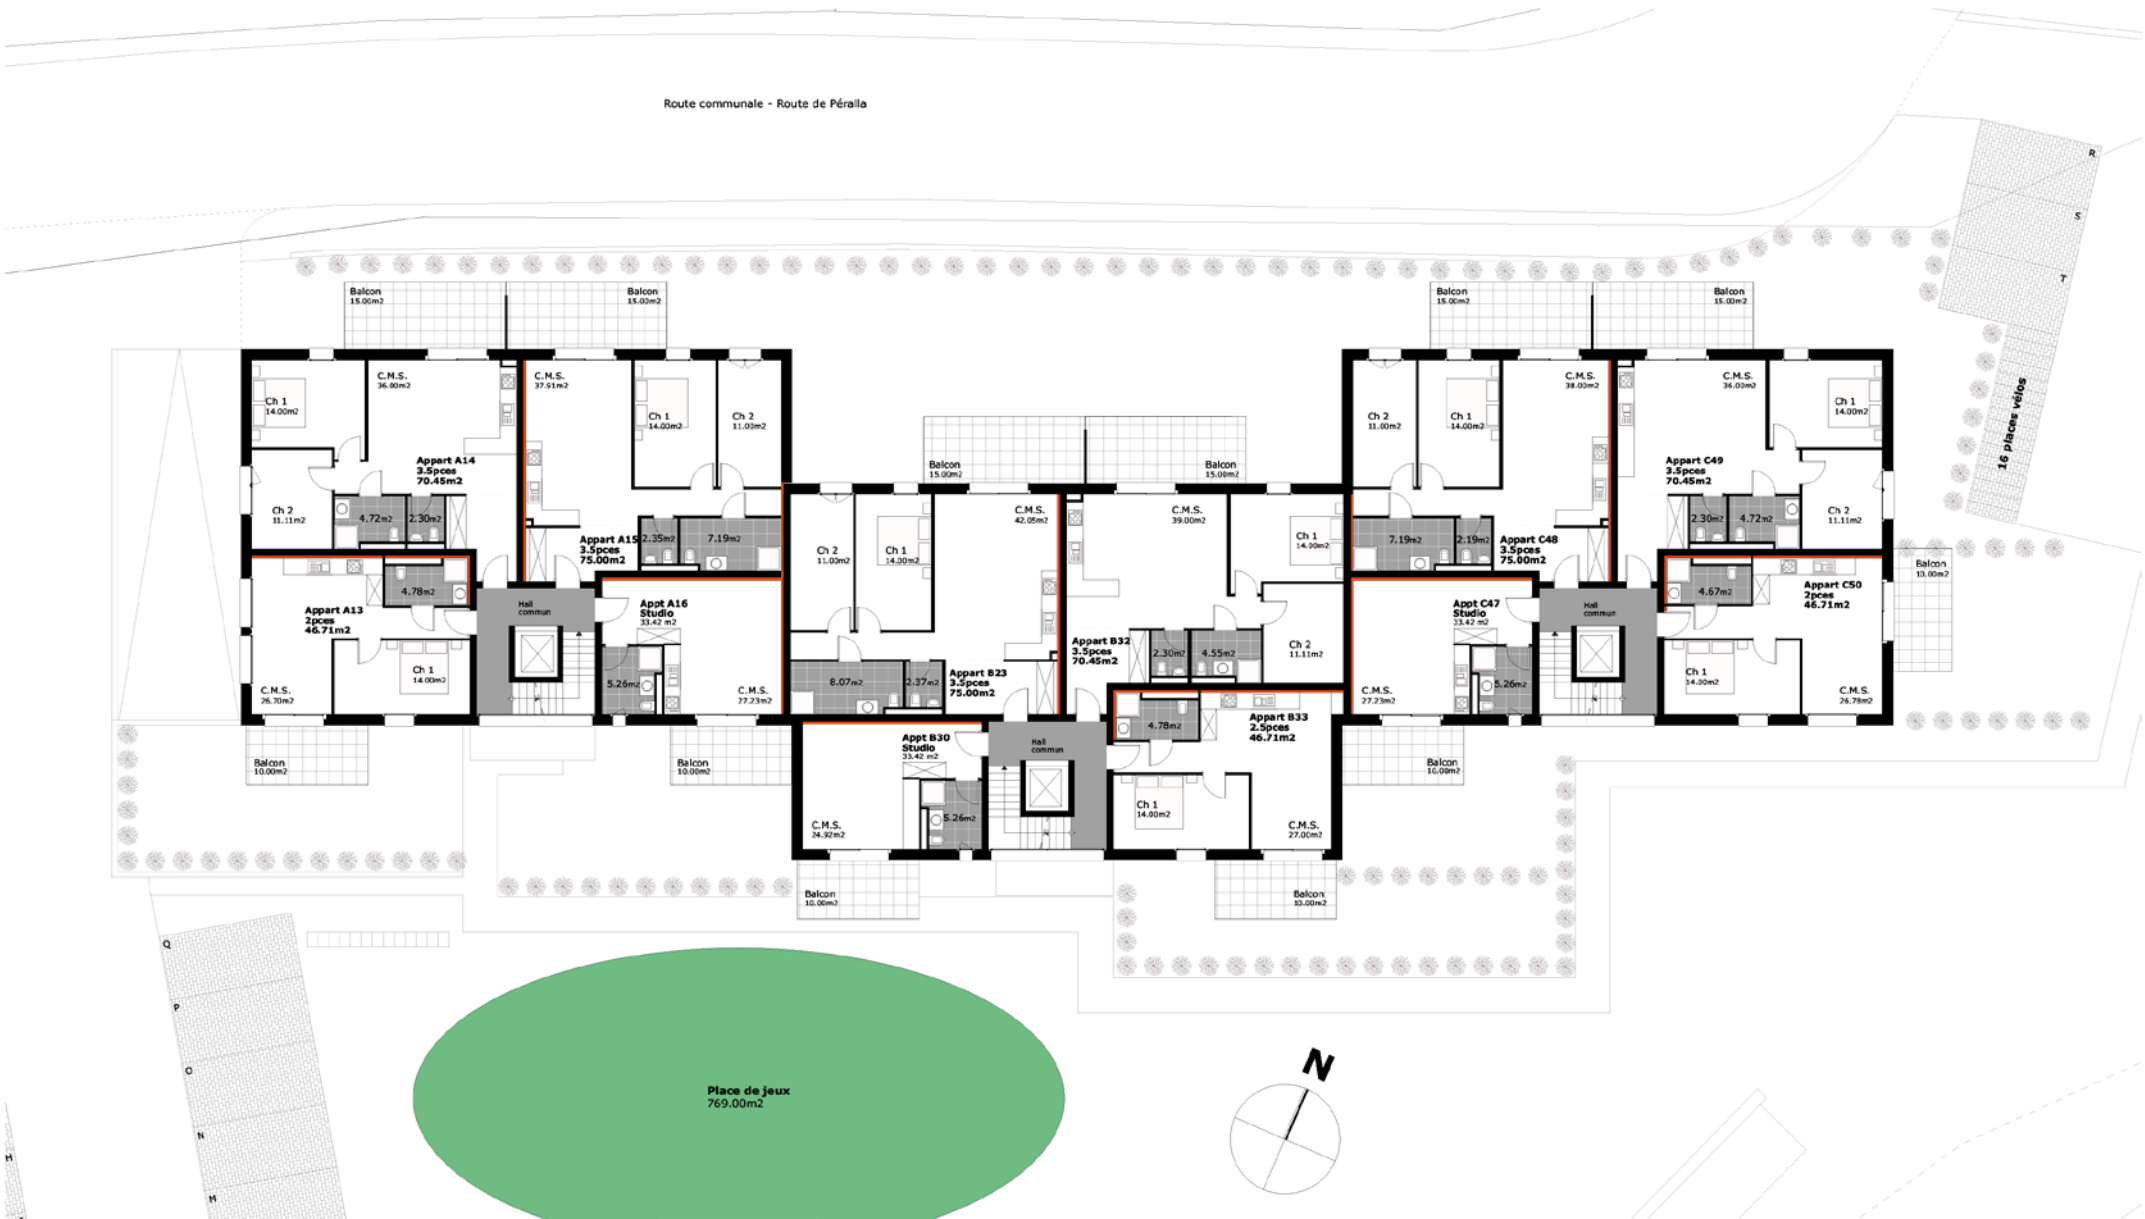 Route communale - Route de Péralla
R
S
T
16 places vélos
Balcon
15.00m2
Balcon
15.00m2
Balcon
15.00m2
Balcon
15.00m2
Ch 1
14.00m2
C.M.S.
36.00m2
Appart A14
3.5pces
70.45m2
Ch 2
11.11m2
4.72m2
2.30m2
C.M.S.
37.91m2
Ch 1
14.00m2
Ch 2
11.00m2
Appart A15
3.5pces
75.00m2
2.35m2
7.19m2
Appart A13
2pces
46.71m2
4.78m2
Ch 1
14.00m2
C.M.S.
26.70m2
Balcon
10.00m2
Hall
commun
Appt A16
Studio
33.42 m2
5.26m2
C.M.S.
27.23m2
Balcon
10.00m2
Balcon
15.00m2
Balcon
15.00m2
Ch 2
11.00m2
Ch 1
14.00m2
C.M.S.
42.05m2
8.07m2
2.37m2
Appart B23
3.5pces
75.00m2
C.M.S.
39.00m2
Ch 1
14.00m2
Appart B32
3.5pces
70.45m2
2.30m2
4.55m2
Ch 2
11.11m2
Appt B30
Studio
33.42 m2
5.26m2
C.M.S.
24.92m2
Balcon
10.00m2
Hall
commun
4.78m2
Appart B33
2.5pces
46.71m2
Ch 1
14.00m2
C.M.S.
27.00m2
Balcon
10.00m2
Ch 2
11.00m2
Ch 1
14.00m2
C.M.S.
38.00m2
7.19m2
2.19m2
Appart C48
3.5pces
75.00m2
C.M.S.
36.00m2
Ch 1
14.00m2
Appart C49
3.5pces
70.45m2
2.30m2
4.72m2
Ch 2
11.11m2
Appt C47
Studio
33.42 m2
C.M.S.
27.23m2
5.26m2
Balcon
10.00m2
Hall
commun
4.67m2
Appart C50
2pces
46.71m2
Ch 1
14.00m2
C.M.S.
26.78m2
Balcon
10.00m2
Q
P
O
N
M
H
Place de jeux
769.00m2
N